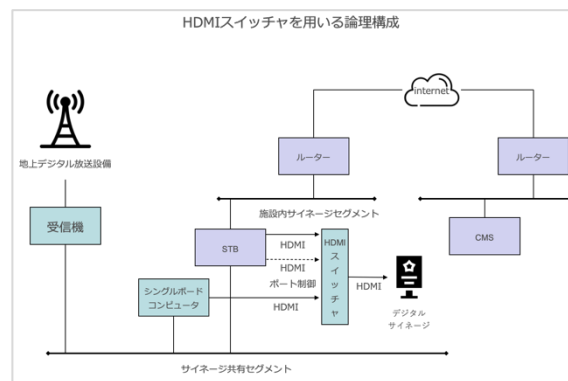 HDMIスイッチャを用いる論理構成
internet
地上デジタル放送設備
ルーター
ルーター
受信機
施設内サイネージセグメント
STB
HDMI
HDMI
HDMI
スイッチャ
CMS
シングルボード
コンピュータ
ポート制御
HDMI
HDMI
デジタル
サイネージ
サイネージ共有セグメント